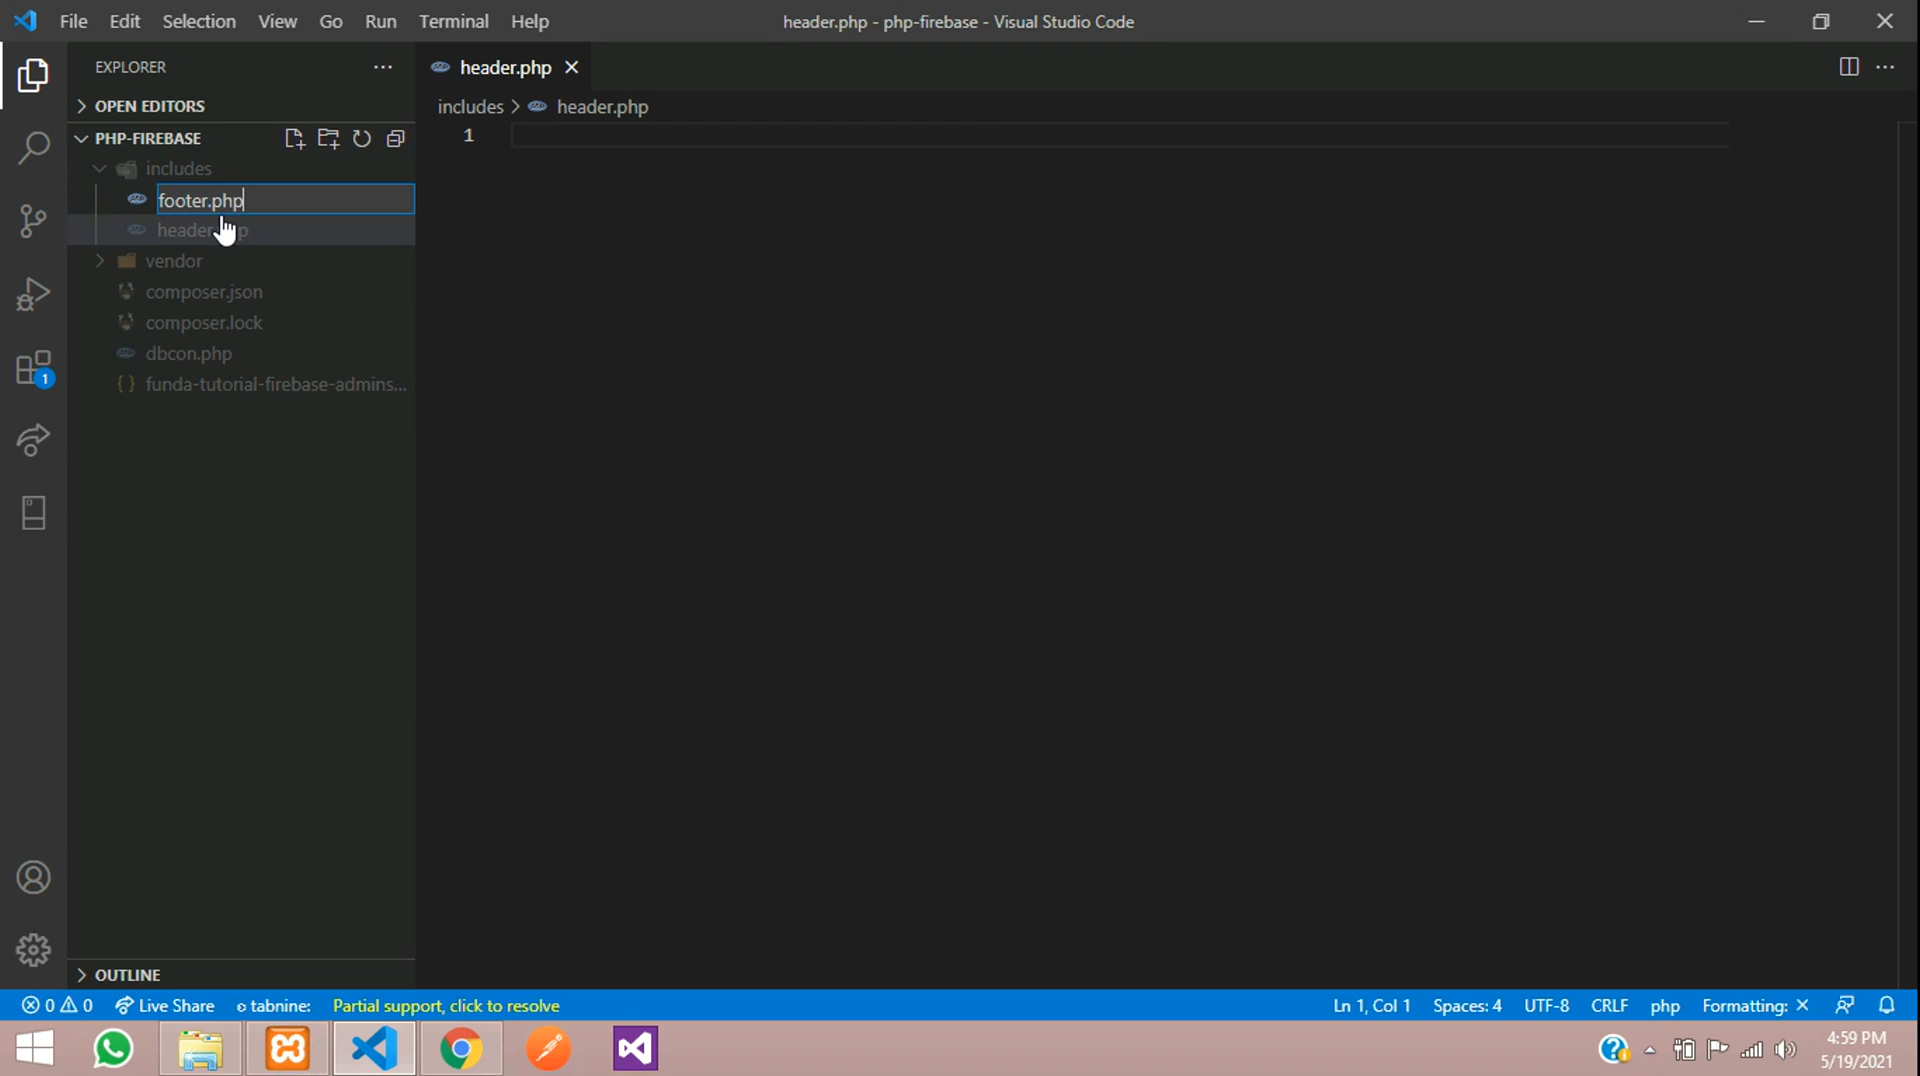 File Edit Selection View Go Run Terminal Help
header.php - php-firebase - Visual Studio Code
EXPLORER
header.php
OPEN EDITORS
includes > header.php
PHP-FIREBASE
1
includes
footer.php
header.php
vendor
composer.json
composer.lock
dbcon.php
{} funda-tutorial-firebase-admins...
1
OUTLINE
0 0 Live Share tabnine: Partial support, click to resolve
Ln 1, Col 1 Spaces: 4 UTF-8 CRLF php Formatting: ×
4:59 PM
5/19/2021